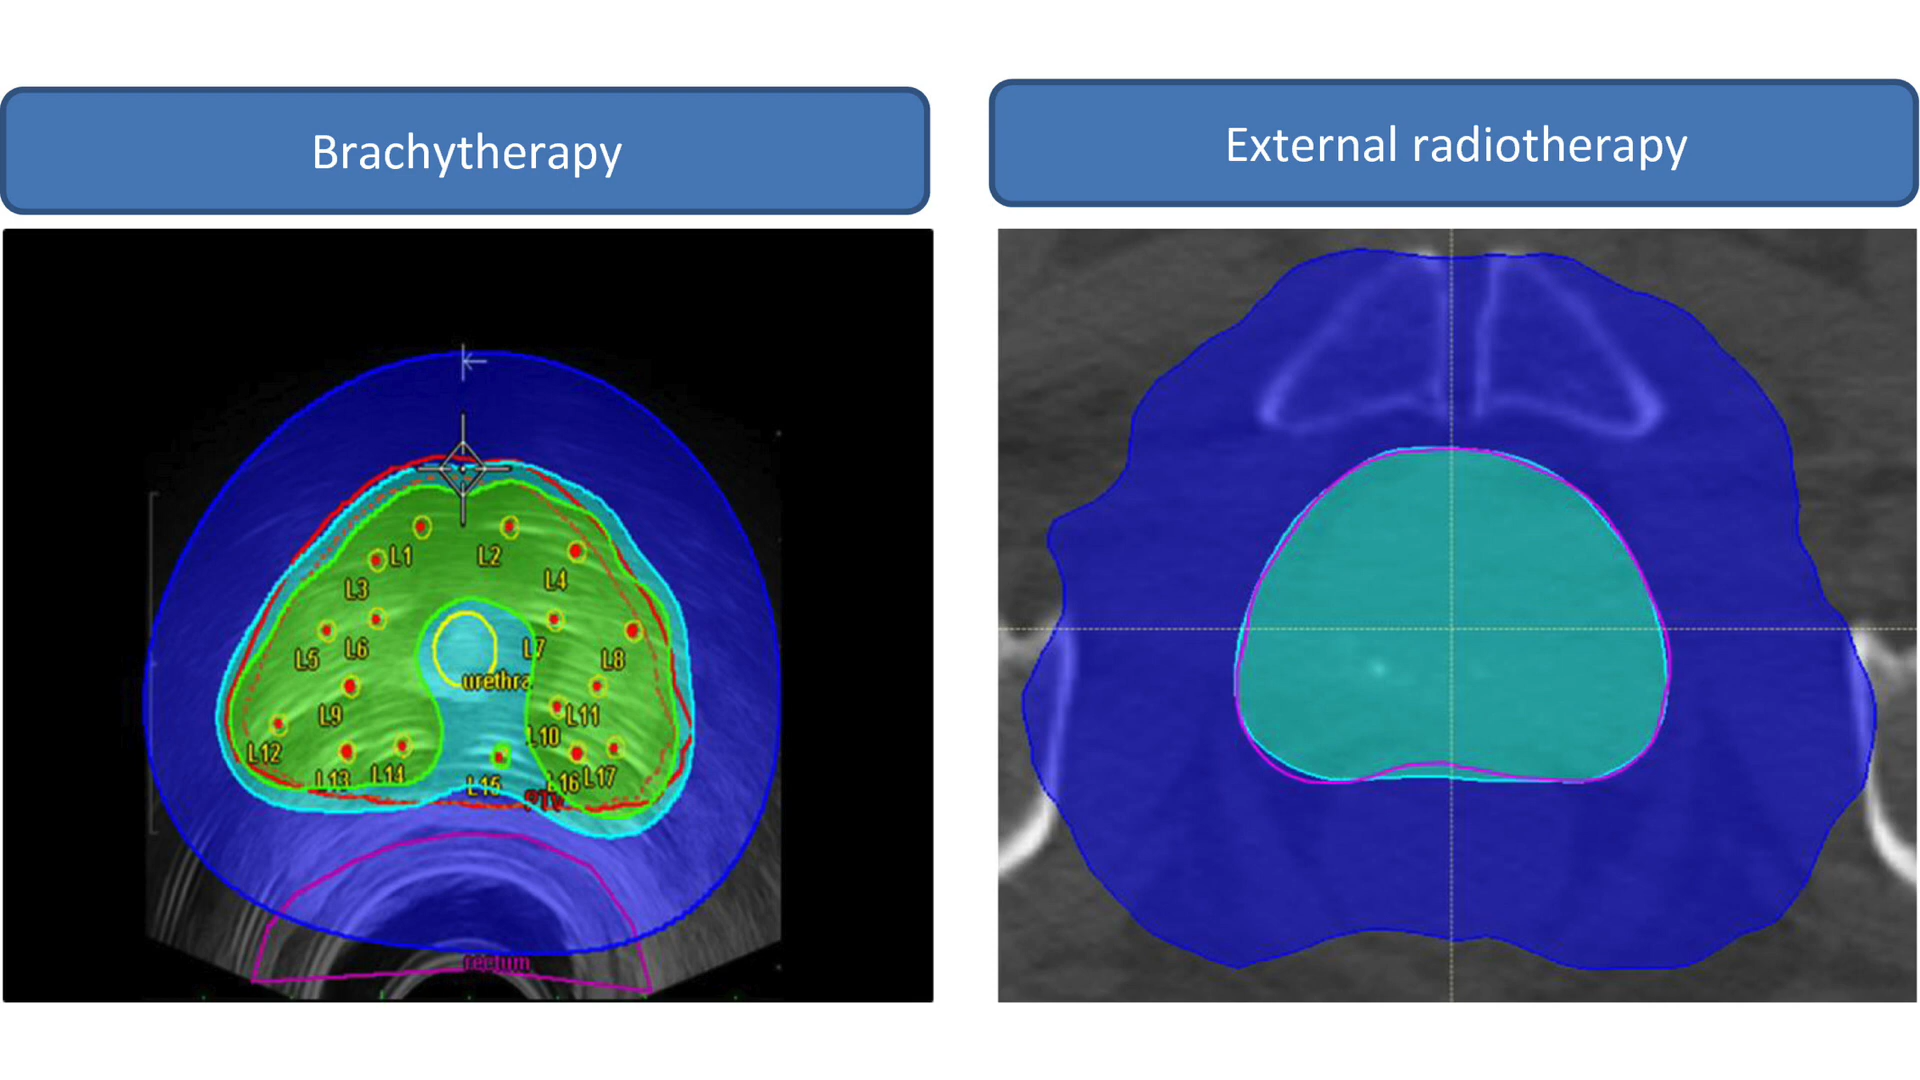 Brachytherapy
External radiotherapy
L1
L2
L3
L4
L5
L6
L7
L8
urethra
L9
L11
L10
L12
L13
L14
L15
L16
L17
PTV
rectum